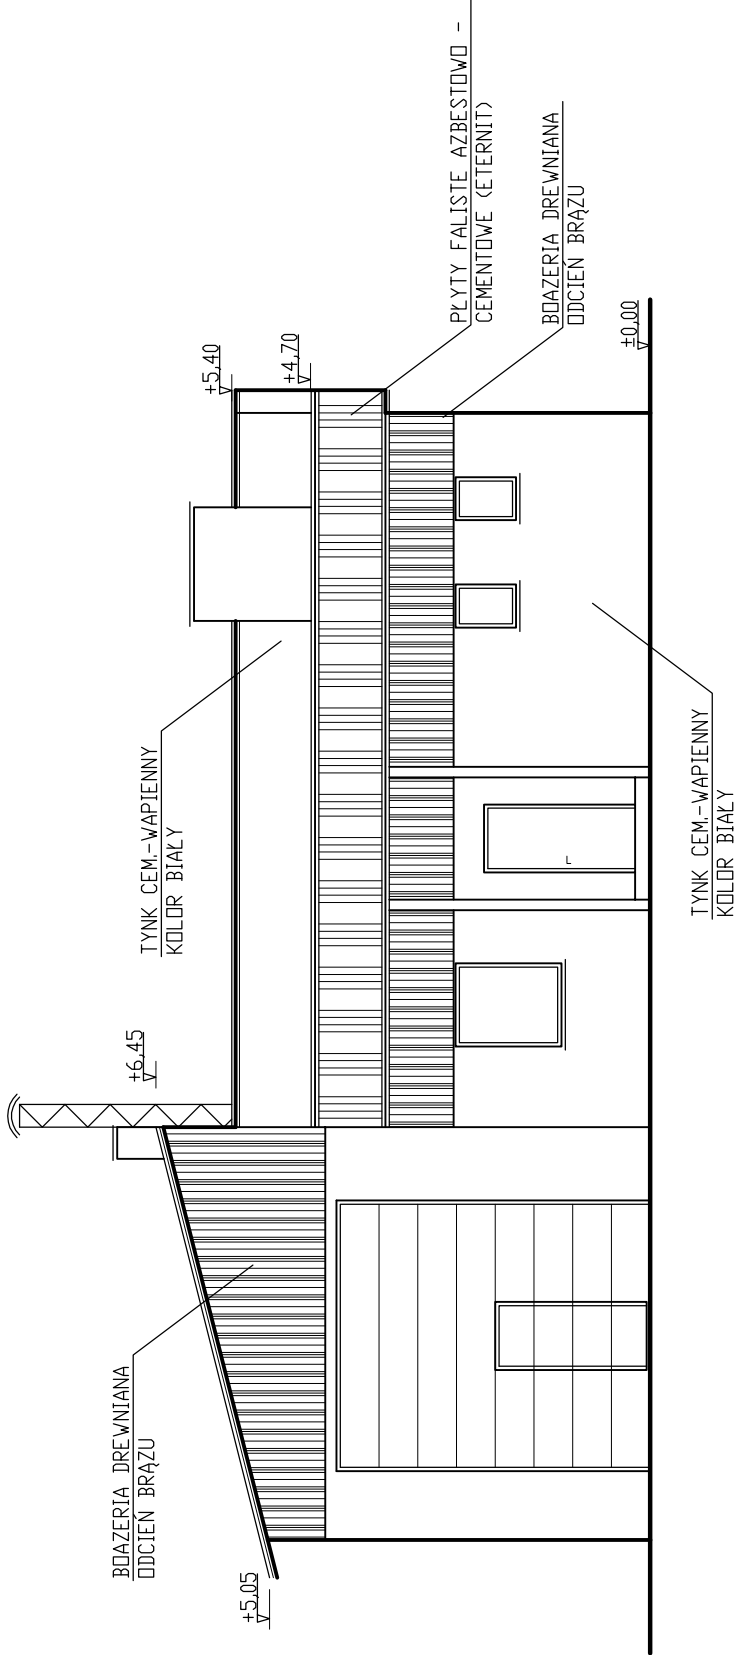 BOAZERIA DREWNIANA
ODCIEŃ BRĄZU
+5,05
+6,45
TYNK CEM.-WAPIENNY
KOLOR BIAŁY
+5,40
+4,70
PŁYTY FALISTE AZBESTOWO -
CEMENTOWE (ETERNIT)
BOAZERIA DREWNIANA
ODCIEŃ BRĄZU
±0,00
TYNK CEM.-WAPIENNY
KOLOR BIAŁY